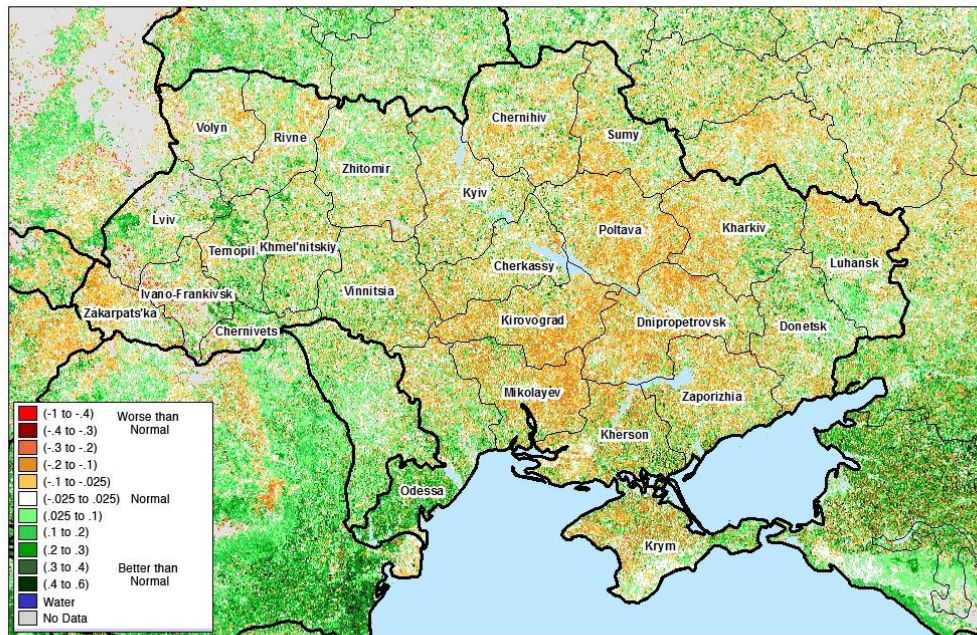 Volyn
Rivne
Chernihiv
Sumy
Zhitomir
Kyiv
Lviv
Ternopil
Khmel'nitskiy
Poltava
Kharkiv
Luhansk
Cherkassy
Vinnitsia
Ivano-Frankivsk
Zakarpats'ka
Chernivets
Kirovograd
Dnipropetrovsk
Donetsk
Mikolayev
Zaporizhia
Kherson
Odessa
Krym
(-1 to -.4) Worse than
(-.4 to -.3) Normal
(-.3 to -.2)
(-.2 to -.1)
(-.1 to -.025)
(-.025 to .025) Normal
(.025 to .1)
(.1 to .2)
(.2 to .3)
(.3 to .4) Better than
(.4 to .6) Normal
Water
No Data